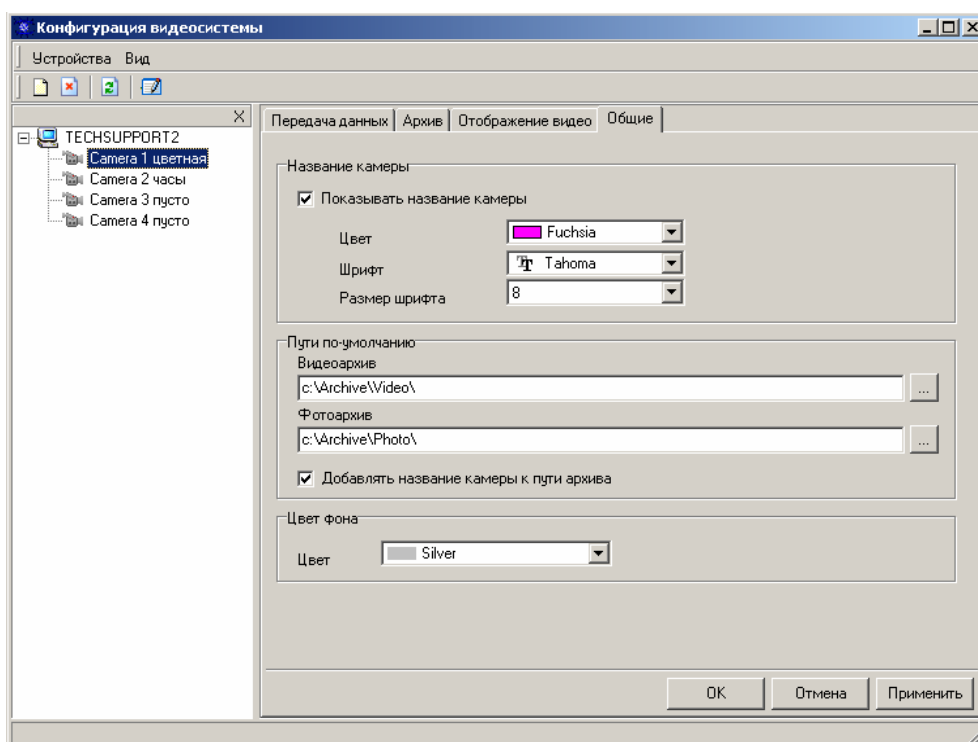 Конфигурация видеосистемы
Устройства Вид
TECHSUPPORT2
Camera 1 цветная
Camera 2 часы
Camera 3 пусто
Camera 4 пусто
Передача данных Архив Отображение видео Общие
Название камеры
Показывать название камеры
Цвет Fuchsia
Шрифт Tahoma
Размер шрифта 8
Пути по-умолчанию
Видеоархив
c:\Archive\Video\ ...
Фотоархив
c:\Archive\Photo\ ...
Добавлять название камеры к пути архива
Цвет фона
Цвет Silver
OK Отмена Применить